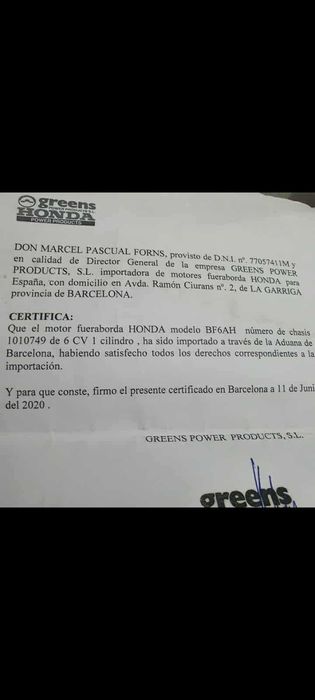 greens
HONDA
POWER PRODUCTS
DON MARCEL PASCUAL FORNS, provisto de D.N.I. nº. 77057411M y
en calidad de Director General de la empresa GREENS POWER
PRODUCTS, S.L. importadora de motores fueraborda HONDA para
España, con domicilio en Avda. Ramón Ciurans nº. 2, de LA GARRIGA
provincia de BARCELONA.
CERTIFICA:
Que el motor fueraborda HONDA modelo BF6AH número de chasis
1010749 de 6 CV 1 cilindro , ha sido importado a través de la Aduana de
Barcelona, habiendo satisfecho todos los derechos correspondientes a la
importación.
Y para que conste, firmo el presente certificado en Barcelona a 11 de Juni
del 2020 .
GREENS POWER PRODUCTS, S.L.
greens